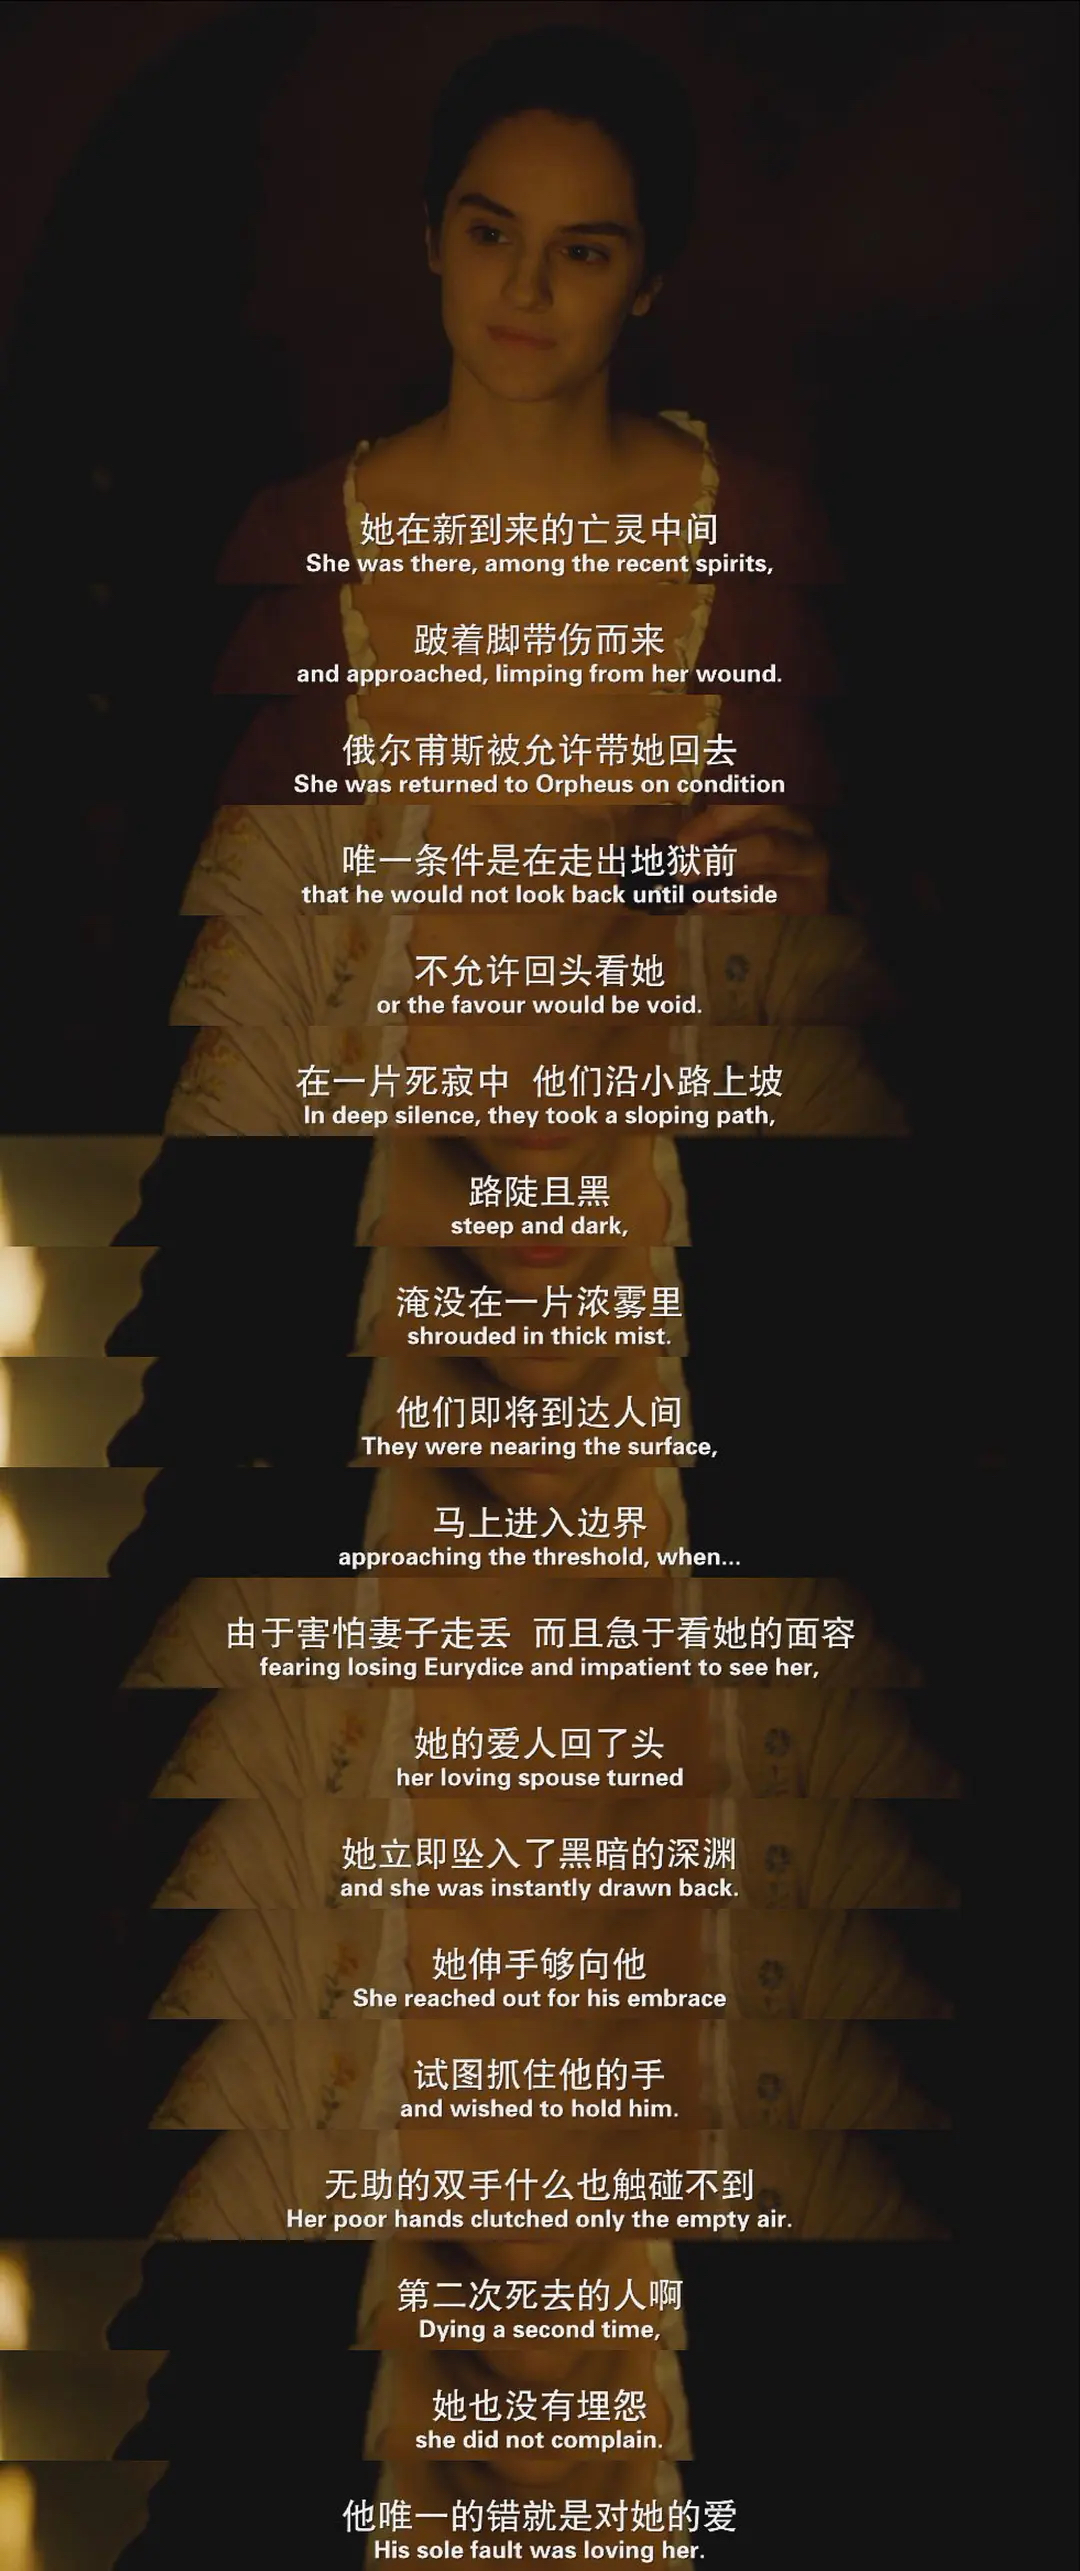 她在新到来的亡灵中间
She was there, among the recent spirits,
跛着脚带伤而来
and approached, limping from her wound.
俄尔甫斯被允许带她回去
She was returned to Orpheus on condition
唯一条件是在走出地狱前
that he would not look back until outside
不允许回头看她
or the favour would be void.
在一片死寂中 他们沿小路上坡
In deep silence, they took a sloping path,
路陡且黑
steep and dark,
淹没在一片浓雾里
shrouded in thick mist.
他们即将到达人间
They were nearing the surface,
马上进入边界
approaching the threshold, when...
由于害怕妻子走丢 而且急于看她的面容
fearing losing Eurydice and impatient to see her,
她的爱人回了头
her loving spouse turned
她立即坠入了黑暗的深渊
and she was instantly drawn back.
她伸手够向他
She reached out for his embrace
试图抓住他的手
and wished to hold him.
无助的双手什么也触碰不到
Her poor hands clutched only the empty air.
第二次死去的人啊
Dying a second time,
她也没有埋怨
she did not complain.
他唯一的错就是对她的爱
His sole fault was loving her.